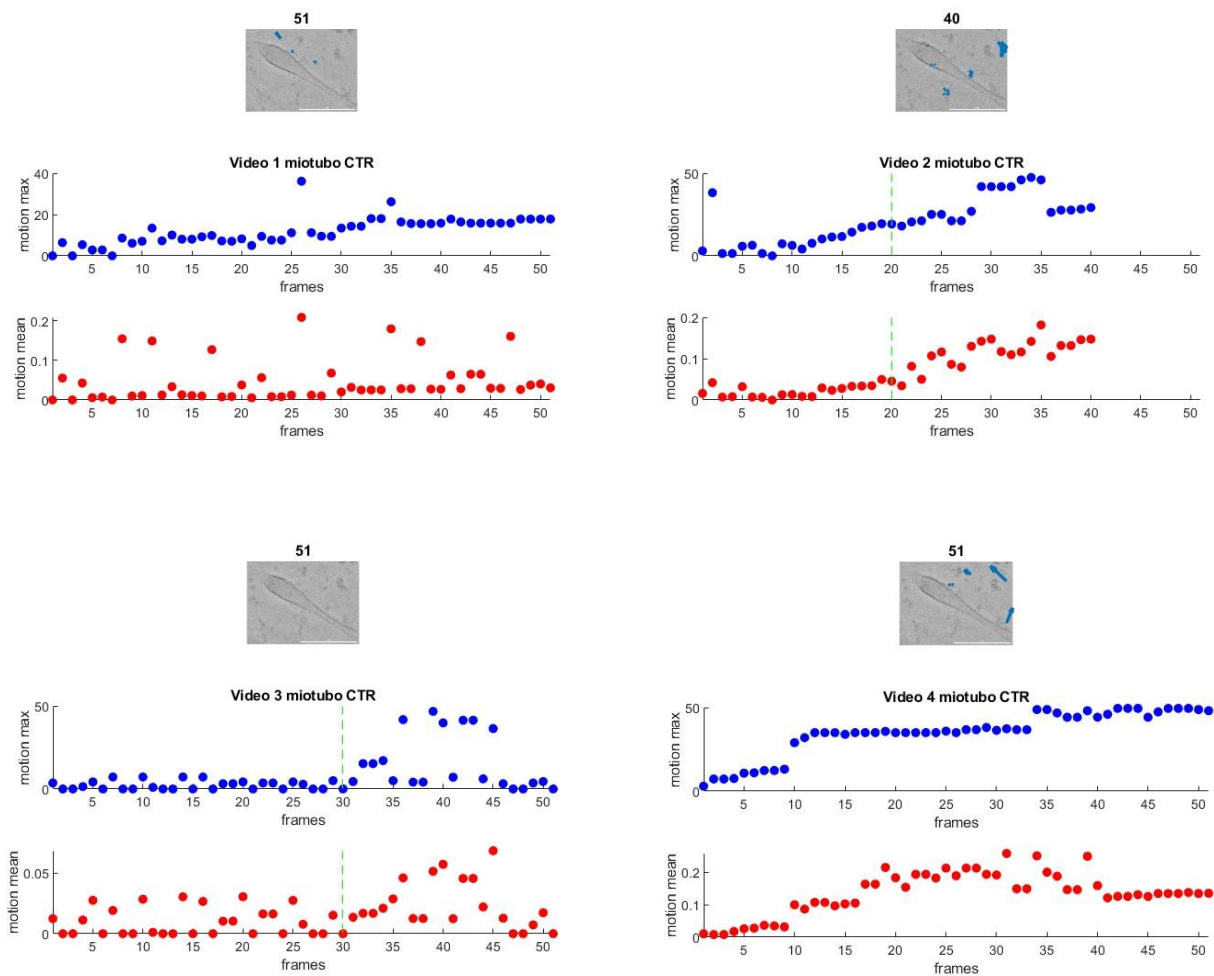 51
Video 1 miotubo CTR
motion max
40
20
0
5 10 15 20 25 30 35 40 45 50
frames
motion mean
0.2
0.1
0
5 10 15 20 25 30 35 40 45 50
frames
40
Video 2 miotubo CTR
motion max
50
0
5 10 15 20 25 30 35 40 45 50
frames
motion mean
0.2
0.1
0
5 10 15 20 25 30 35 40 45 50
frames
51
Video 3 miotubo CTR
motion max
50
0
5 10 15 20 25 30 35 40 45 50
frames
motion mean
0.05
0
5 10 15 20 25 30 35 40 45 50
frames
51
Video 4 miotubo CTR
motion max
50
0
5 10 15 20 25 30 35 40 45 50
frames
motion mean
0.2
0.1
0
5 10 15 20 25 30 35 40 45 50
frames